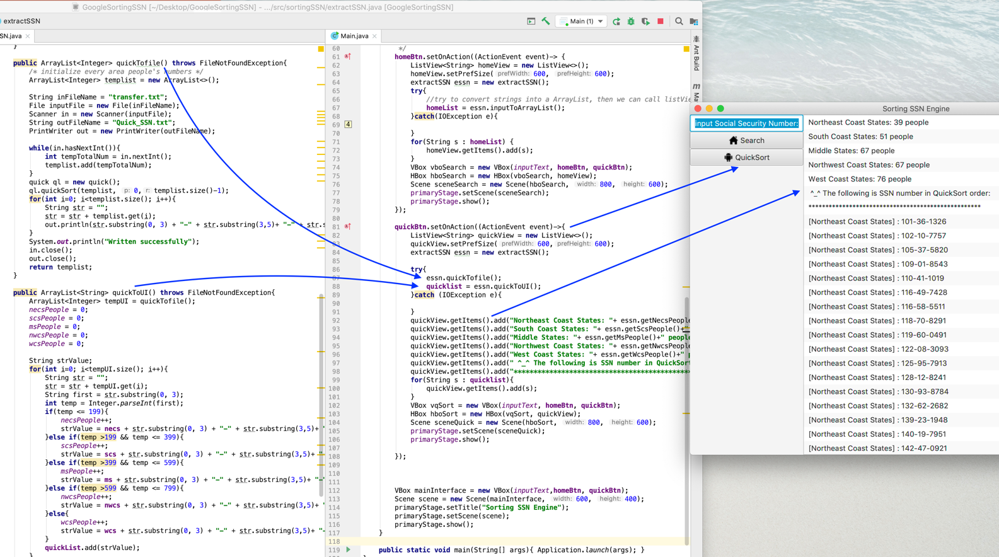 GoogleSortingSSN [~/Desktop/GoogleSortingSSN] - .../src/sortingSSN/extractSSN.java [GoogleSortingSSN]
extractSSN
Main (1)
SN.java
Main.java
}
public ArrayList<Integer> quickTofile() throws FileNotFoundException{
/* initialize every area people's numbers */
ArrayList<Integer> templist = new ArrayList<>();
String inFileName = "transfer.txt";
File inputFile = new File(inFileName);
Scanner in = new Scanner(inputFile);
String outFileName = "Quick_SSN.txt";
PrintWriter out = new PrintWriter(outFileName);
while(in.hasNextInt()){
int tempTotalNum = in.nextInt();
templist.add(tempTotalNum);
}
quick ql = new quick();
ql.quickSort(templist, p: 0, r: templist.size()-1);
for(int i=0; i<templist.size(); i++){
String str = "";
str = str + templist.get(i);
out.println(str.substring(0, 3) + "-" + str.substring(3,5)+ "-"+ str.s
}
System.out.println("Written successfully");
in.close();
out.close();
return templist;
}
public ArrayList<String> quickToUI() throws FileNotFoundException{
ArrayList<Integer> tempUI = quickTofile();
necsPeople = 0;
scsPeople = 0;
msPeople = 0;
nwcsPeople = 0;
wcsPeople = 0;
String strValue;
for(int i=0; i<tempUI.size(); i++){
String str = "";
str = str + tempUI.get(i);
String first = str.substring(0, 3);
int temp = Integer.parseInt(first);
if(temp <= 199){
necsPeople++;
strValue = necs + str.substring(0, 3) + "-" + str.substring(3,5)+ "
}else if(temp >199 && temp <= 399){
scsPeople++;
strValue = scs + str.substring(0, 3) + "-" + str.substring(3,5)+ "
}else if(temp >399 && temp <= 599){
msPeople++;
strValue = ms + str.substring(0, 3) + "-" + str.substring(3,5)+ "-
}else if(temp >599 && temp <= 799){
nwcsPeople++;
strValue = nwcs + str.substring(0, 3) + "-" + str.substring(3,5)+ "
}else{
wcsPeople++;
strValue = wcs + str.substring(0, 3) + "-" + str.substring(3,5)+ "-
}
quickList.add(strValue);
}
60 */
61 homeBtn.setOnAction((ActionEvent event)-> {
62 ListView<String> homeView = new ListView<>();
63 homeView.setPrefSize( prefWidth: 600, prefHeight: 600);
64 extractSSN essn = new extractSSN();
65 try{
66 //try to convert strings into a ArrayList, then we can call listVi
67 homeList = essn.inputToArrayList();
68 }catch(IOException e){
69 4
70 }
71 for(String s : homeList) {
72 homeView.getItems().add(s);
73 }
74 VBox vboSearch = new VBox(inputText, homeBtn, quickBtn);
75 HBox hboSearch = new HBox(vboSearch, homeView);
76 Scene sceneSearch = new Scene(hboSearch, width: 800, height: 600);
77 primaryStage.setScene(sceneSearch);
78 primaryStage.show();
79 });
80
81 quickBtn.setOnAction((ActionEvent event)->{
82 ListView<String> quickView = new ListView<>();
83 quickView.setPrefSize( prefWidth: 600, prefHeight: 600);
84 extractSSN essn = new extractSSN();
85
86 try{
87 essn.quickTofile();
88 quicklist = essn.quickToUI();
89 }catch (IOException e){
90
91 }
92 quickView.getItems().add("Northeast Coast States: "+ essn.getNecsPeopl
93 quickView.getItems().add("South Coast States: "+ essn.getScsPeople()+"
94 quickView.getItems().add("Middle States: "+ essn.getMsPeople()+" people
95 quickView.getItems().add("Northwest Coast States: "+ essn.getNwcsPeopl
96 quickView.getItems().add("West Coast States: "+ essn.getWcsPeople()+" p
97 quickView.getItems().add(" ^_^ The following is SSN number in QuickSort
98 quickView.getItems().add("*********************************************
99 for(String s : quicklist){
100 quickView.getItems().add(s);
101 }
102 VBox vqSort = new VBox(inputText, homeBtn, quickBtn);
103 HBox hboSort = new HBox(vqSort, quickView);
104 Scene sceneQuick = new Scene(hboSort, width: 800, height: 600);
105 primaryStage.setScene(sceneQuick);
106 primaryStage.show();
107
108 });
109
110
111
112 VBox mainInterface = new VBox(inputText,homeBtn, quickBtn);
113 Scene scene = new Scene(mainInterface, width: 600, height: 400);
114 primaryStage.setTitle("Sorting SSN Engine");
115 primaryStage.setScene(scene);
116 primaryStage.show();
117 }
118
119 public static void main(String[] args){ Application.launch(args); }
Ant Build
m Ma
Sorting SSN Engine
input Social Security Number:
Search
QuickSort
Northeast Coast States: 39 people
South Coast States: 51 people
Middle States: 67 people
Northwest Coast States: 67 people
West Coast States: 76 people
^_^ The following is SSN number in QuickSort order:
******************************************************
[Northeast Coast States] : 101-36-1326
[Northeast Coast States] : 102-10-7757
[Northeast Coast States] : 105-37-5820
[Northeast Coast States] : 109-01-8543
[Northeast Coast States] : 110-41-1019
[Northeast Coast States] : 116-49-7428
[Northeast Coast States] : 116-58-5511
[Northeast Coast States] : 118-70-8291
[Northeast Coast States] : 119-60-0491
[Northeast Coast States] : 122-08-3093
[Northeast Coast States] : 125-95-7913
[Northeast Coast States] : 128-12-8241
[Northeast Coast States] : 130-93-8784
[Northeast Coast States] : 132-62-2682
[Northeast Coast States] : 139-23-1948
[Northeast Coast States] : 140-19-7951
[Northeast Coast States] : 142-47-0921